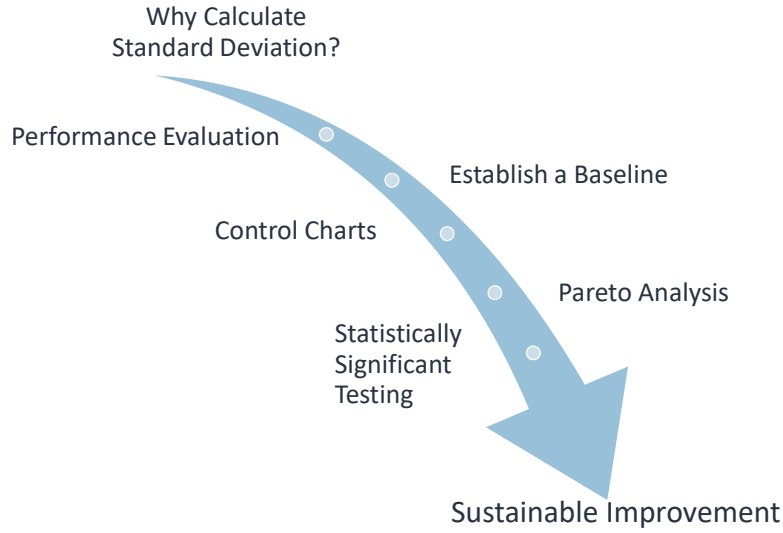 Why Calculate
Standard Deviation?
Performance Evaluation
Establish a Baseline
Control Charts
Pareto Analysis
Statistically
Significant
Testing
Sustainable Improvement